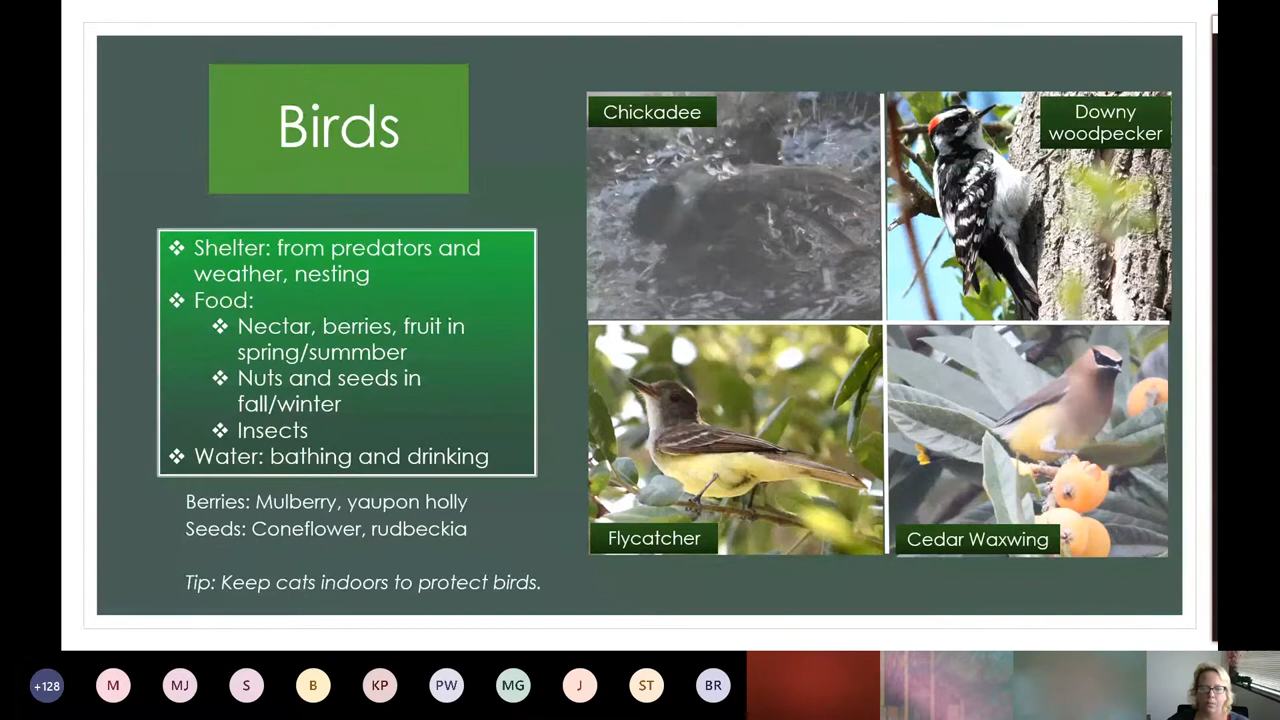 Birds
❖ Shelter: from predators and
weather, nesting
❖ Food:
❖ Nectar, berries, fruit in
spring/summber
❖ Nuts and seeds in
fall/winter
❖ Insects
❖ Water: bathing and drinking
Berries: Mulberry, yaupon holly
Seeds: Coneflower, rudbeckia
Tip: Keep cats indoors to protect birds.
Chickadee
Downy
woodpecker
Flycatcher
Cedar Waxwing
+128 M MJ S B KP PW MG J ST BR